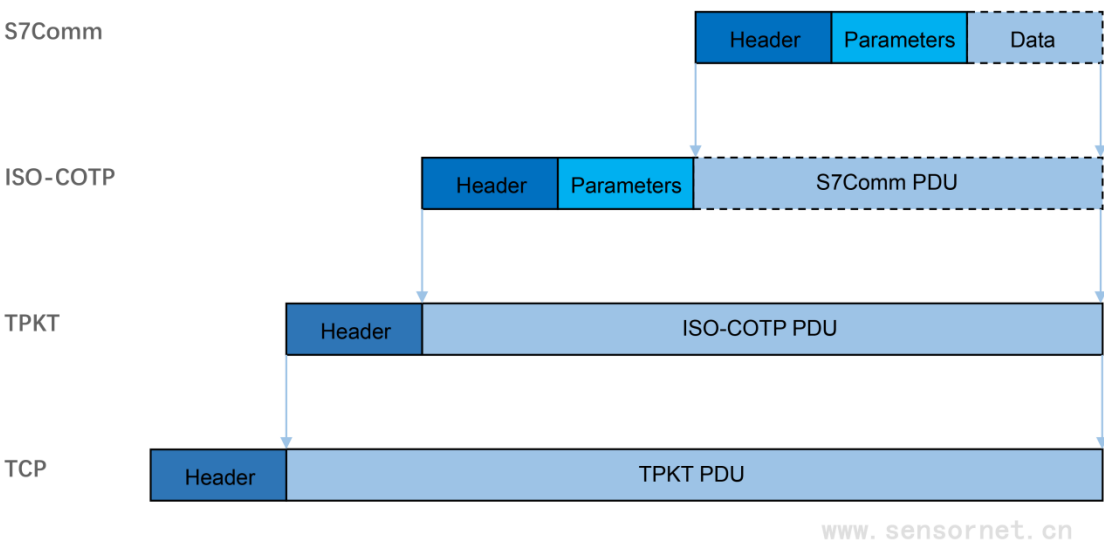 S7Comm
Header Parameters Data
ISO-COTP
Header Parameters S7Comm PDU
TPKT
Header ISO-COTP PDU
TCP
Header TPKT PDU
www.sensornet.cn